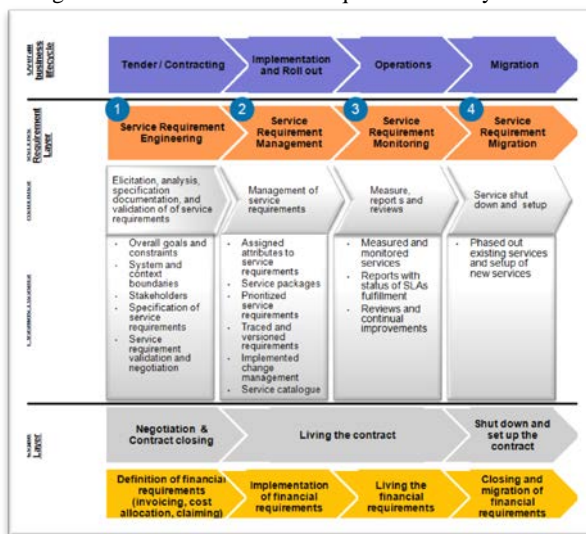 Overall
business
lifecycle
Tender / Contracting
Implementation
and Roll out
Operations
Migration
Requirement
Layer
1
Service Requirement
Engineering
2
Service
Requirement
Management
3
Service
Requirement
Monitoring
4
Service
Requirement
Migration
Elicitation, analysis,
specification
documentation, and
validation of of service
requirements
Management of
service
requirements
Measure,
report s and
reviews
Service shut
down and setup
· Overall goals and
constraints
· System and
context
boundaries
· Stakeholders
· Specification of
service
requirements
· Service
requirement
validation and
negotiation
· Assigned
attributes to
service
requirements
· Service packages
· Prioritized
service
requirements
· Traced and
versioned
requirements
· Implemented
change
management
· Service catalogue
· Measured and
monitored
services
· Reports with
status of SLAs
fulfillment
· Reviews and
continual
improvements
· Phased out
existing services
and setup of
new services
Layer
Negotiation &
Contract closing
Living the contract
Shut down and
set up the
contract
Definition of financial
requirements
(invoicing, cost
allocation, claiming)
Implementation
of financial
requirements
Living the
financial
requirements
Closing and
migration of
financial
requirements